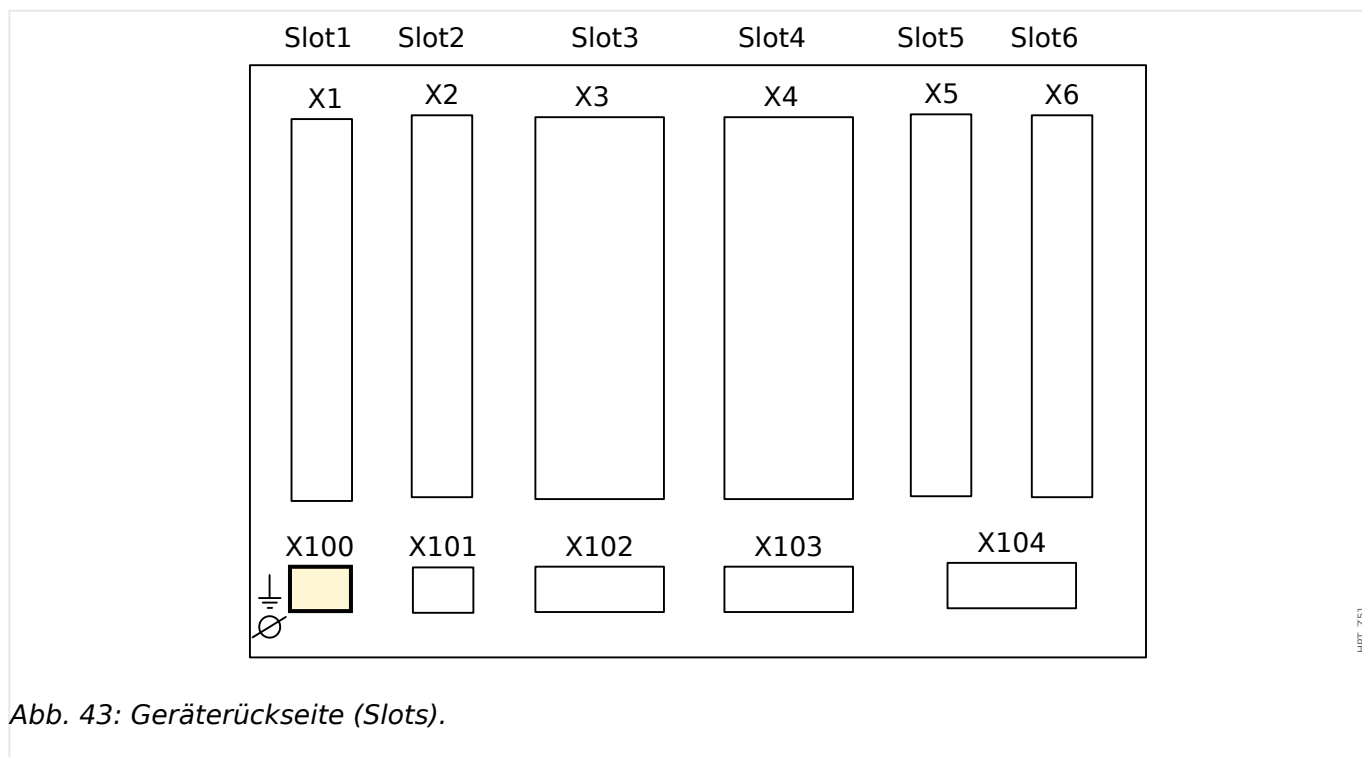 Slot1 Slot2 Slot3 Slot4 Slot5 Slot6
X1 X2 X3 X4 X5 X6
X100 X101 X102 X103 X104
Abb. 43: Geräterückseite (Slots).